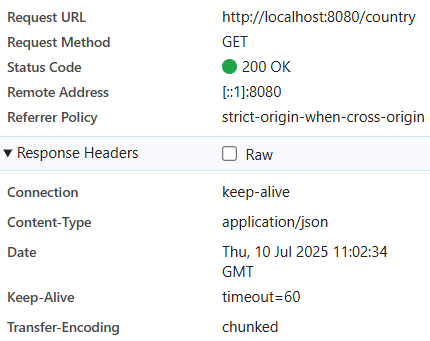 Request URL http://localhost:8080/country
Request Method GET
Status Code 200 OK
Remote Address [::1]:8080
Referrer Policy strict-origin-when-cross-origin
▼ Response Headers Raw
Connection keep-alive
Content-Type application/json
Date Thu, 10 Jul 2025 11:02:34
GMT
Keep-Alive timeout=60
Transfer-Encoding chunked